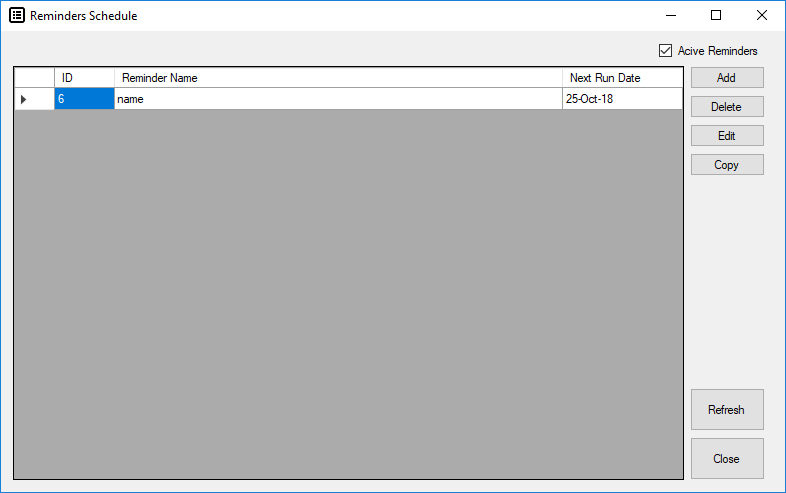 Reminders Schedule
Acive Reminders
ID Reminder Name Next Run Date
6 name 25-Oct-18
Add
Delete
Edit
Copy
Refresh
Close